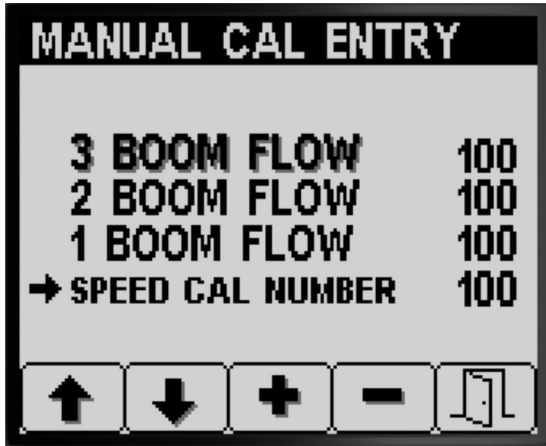 MANUAL CAL ENTRY
3 BOOM FLOW 100
2 BOOM FLOW 100
1 BOOM FLOW 100
SPEED CAL NUMBER 100